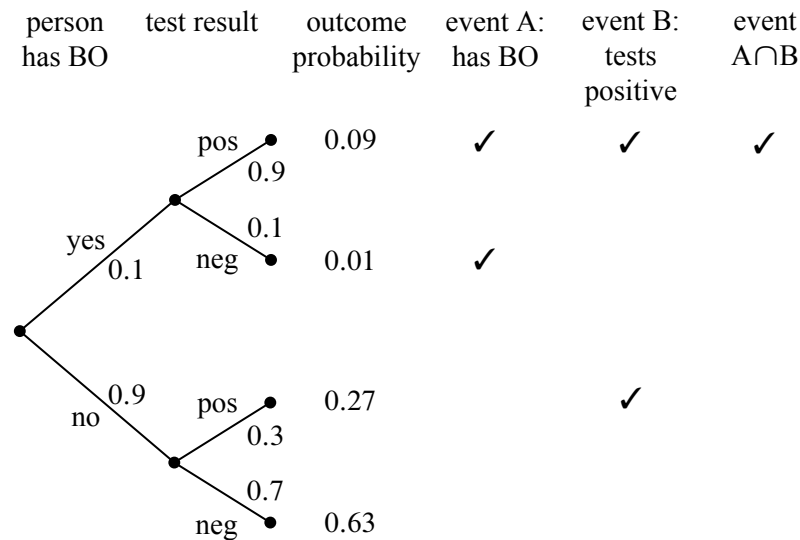 person test result outcome event A: event B: event
has BO probability has BO tests A∩B
positive
pos 0.09 ✓ ✓ ✓
0.9
yes 0.1
0.1 neg 0.01 ✓
0.9 pos 0.27 ✓
no 0.3
0.7
neg 0.63